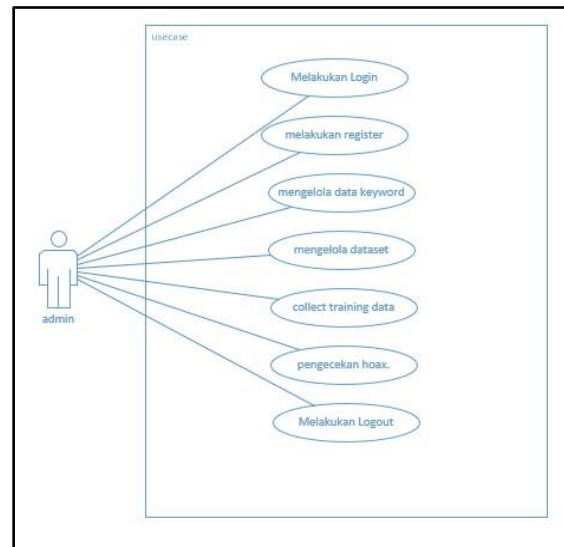 usecase
Melakukan Login
melakukan register
mengelola data keyword
mengelola dataset
admin
collect training data
pengecekan hoax.
Melakukan Logout